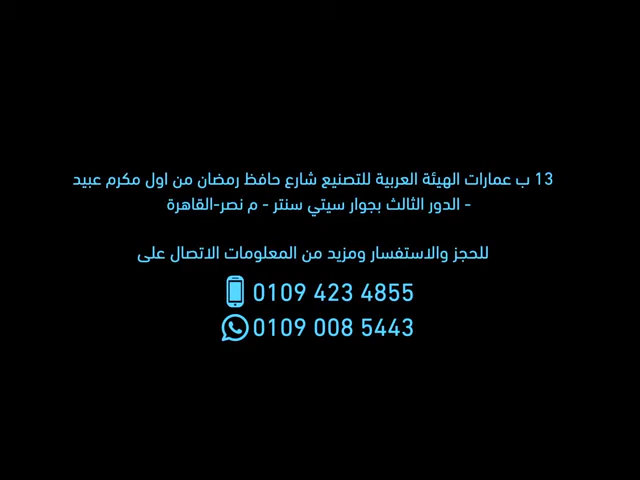 13 ب عمارات الهيئة العربية للتصنيع شارع حافظ رمضان من اول مكرم عبيد
- الدور الثالث بجوار سيتي سنتر - م نصر-القاهرة
للحجز والاستفسار ومزيد من المعلومات الاتصال على
0109 423 4855
0109 008 5443